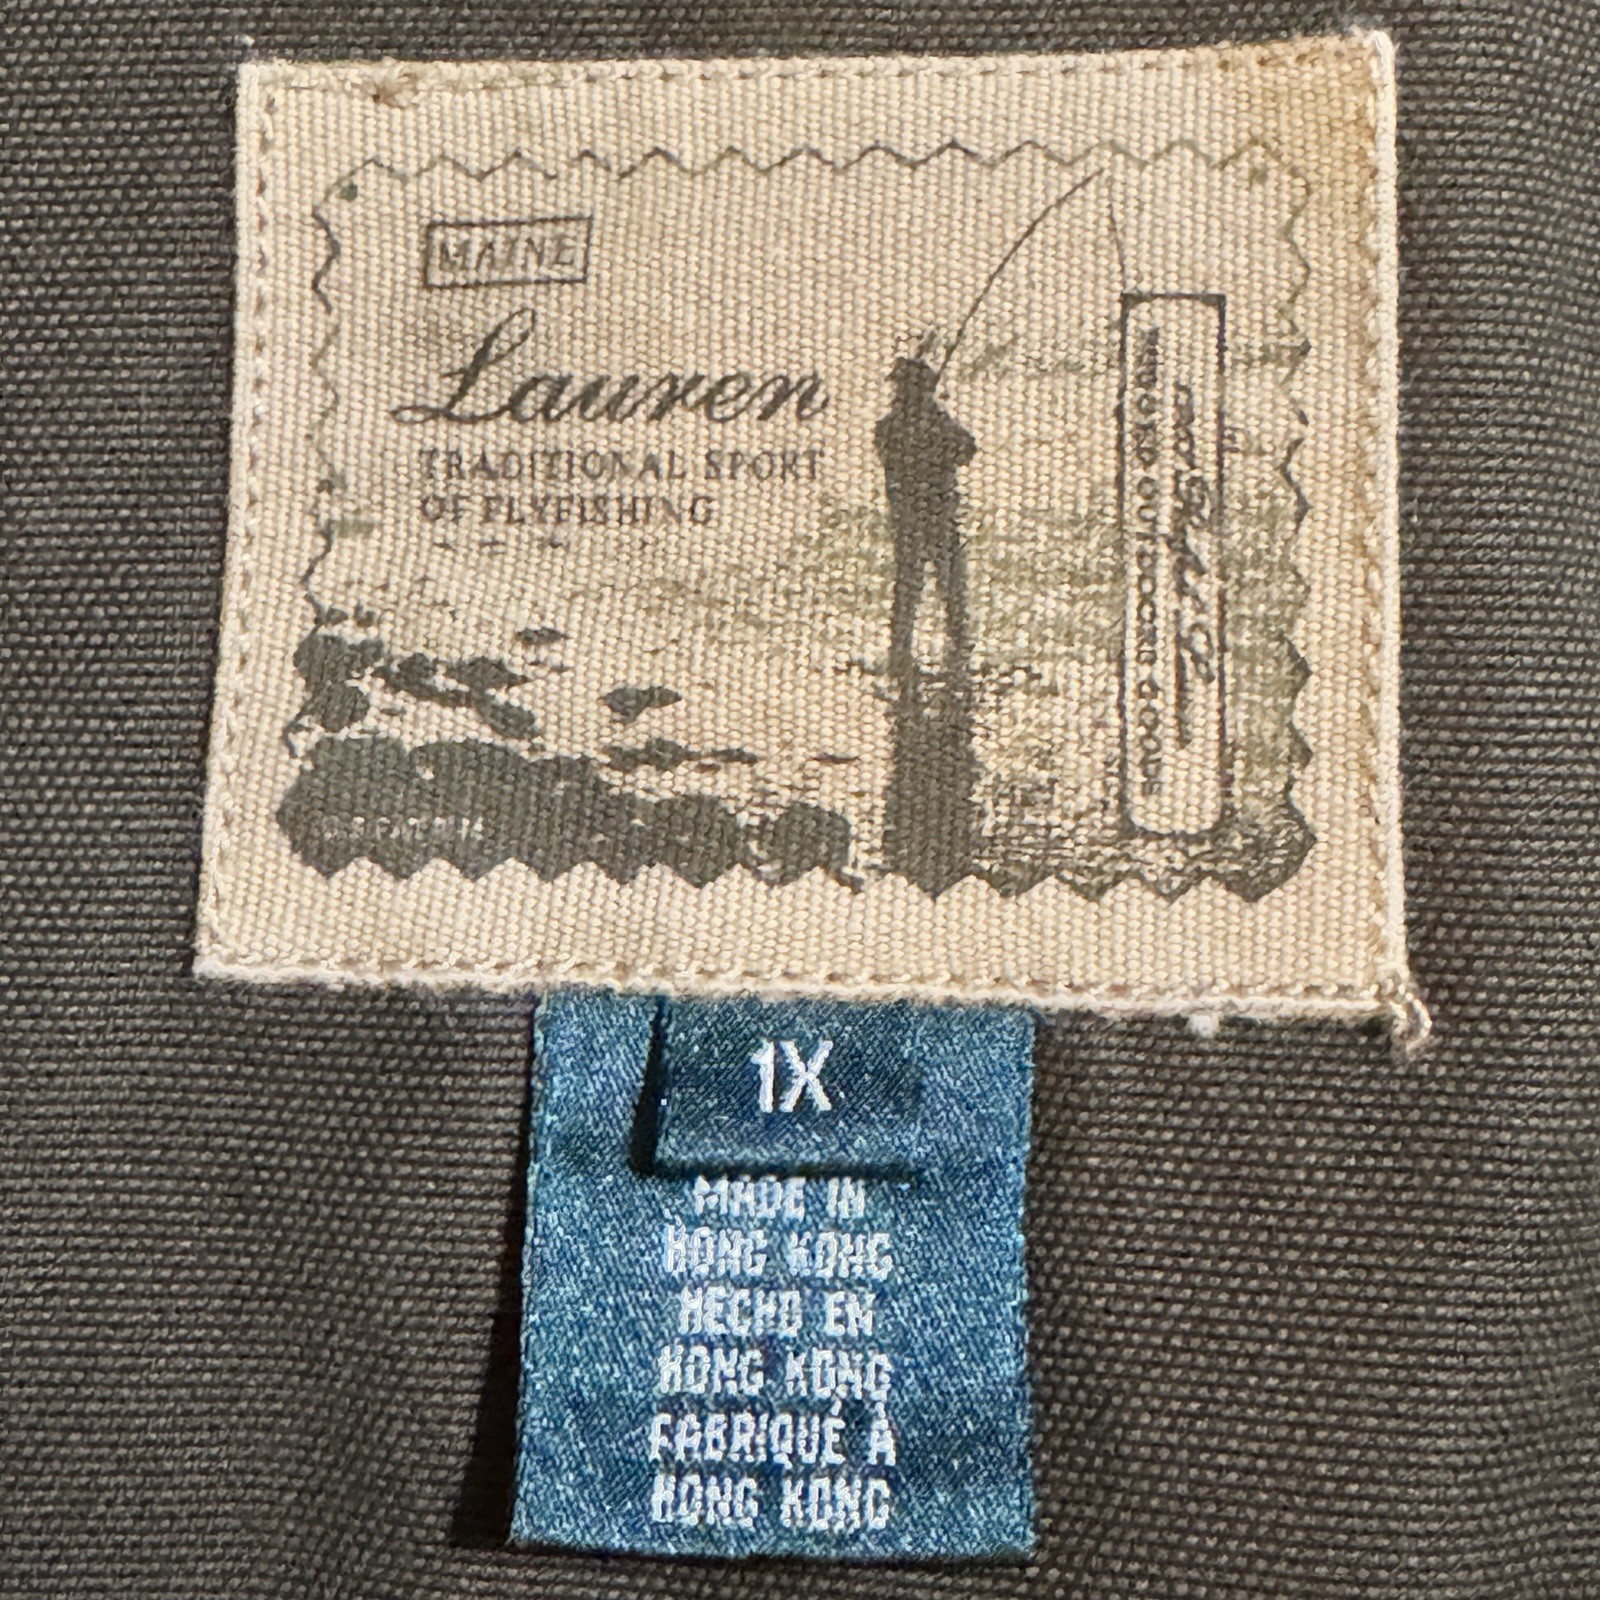 MAINE
Lauren
TRADITIONAL SPORT
OF FLYFISHING
1X
MADE IN
HONG KONG
HECHO EN
HONG KONG
FABRIQUÉ À
HONG KONG